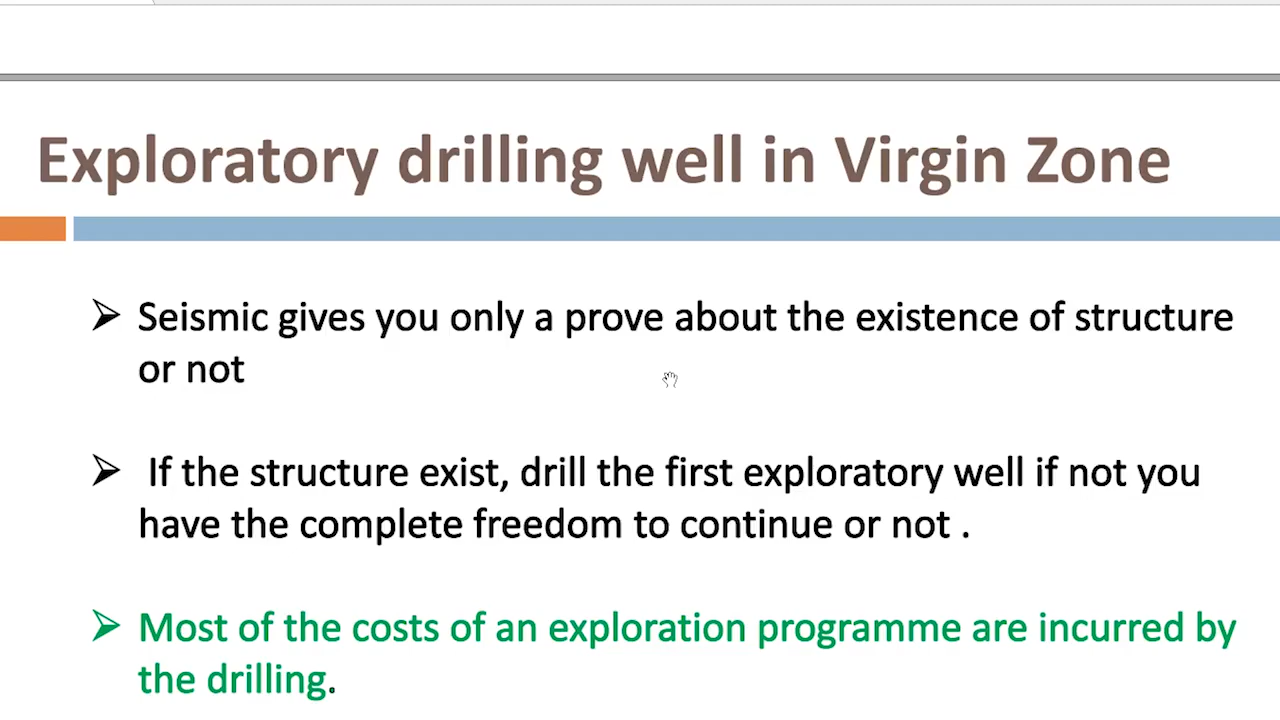 Exploratory drilling well in Virgin Zone
Seismic gives you only a prove about the existence of structure
or not
If the structure exist, drill the first exploratory well if not you
have the complete freedom to continue or not .
Most of the costs of an exploration programme are incurred by
the drilling.